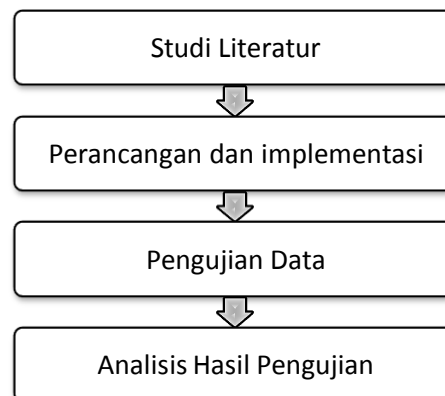 Studi Literatur
Perancangan dan implementasi
Pengujian Data
Analisis Hasil Pengujian